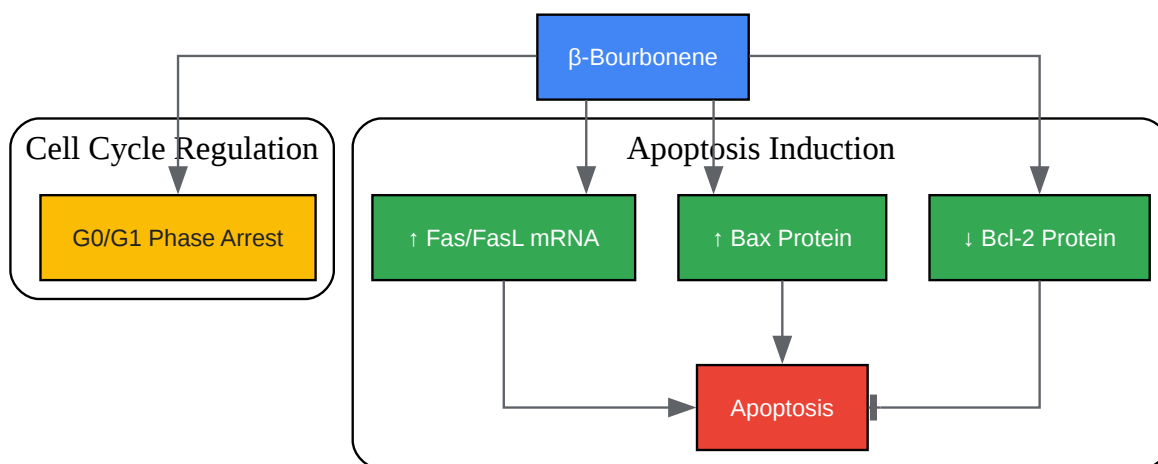 β-Bourbonene
Cell Cycle Regulation
Apoptosis Induction
G0/G1 Phase Arrest
↑ Fas/FasL mRNA
↑ Bax Protein
↓ Bcl-2 Protein
Apoptosis